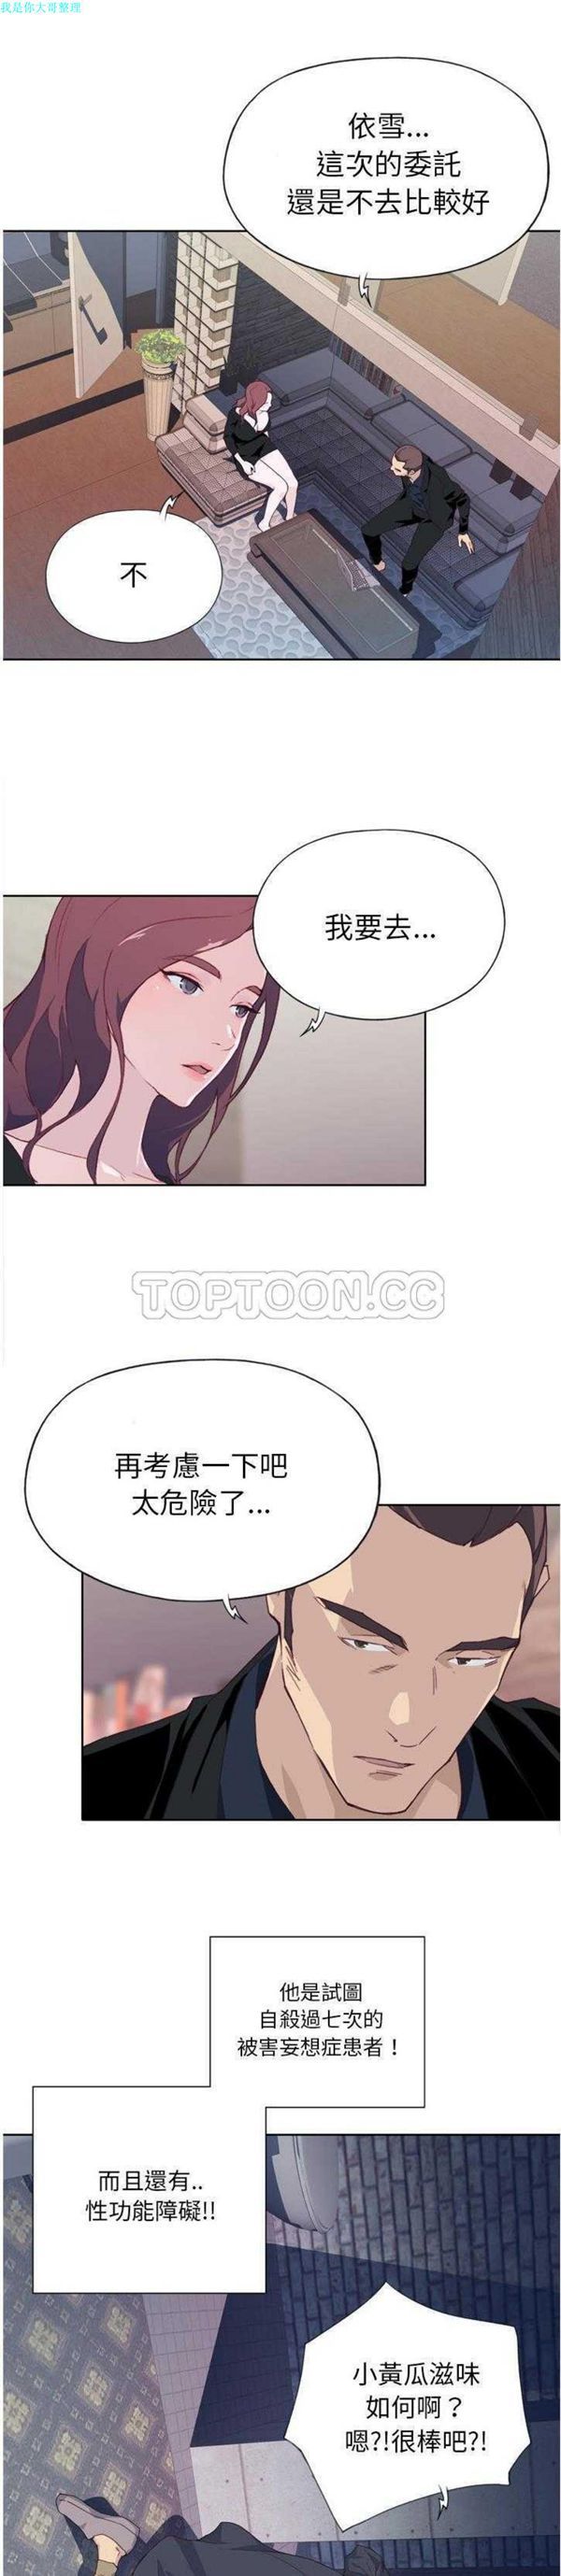 我是你大哥整理
依雪...
這次的委託
還是不去比較好
不
我要去...
TOPTOON.CC
再考慮一下吧
太危險了...
他是試圖
自殺過七次的
被害妄想症患者！
而且還有..
性功能障礙!!
小黃瓜滋味
如何啊？
嗯?!很棒吧?!